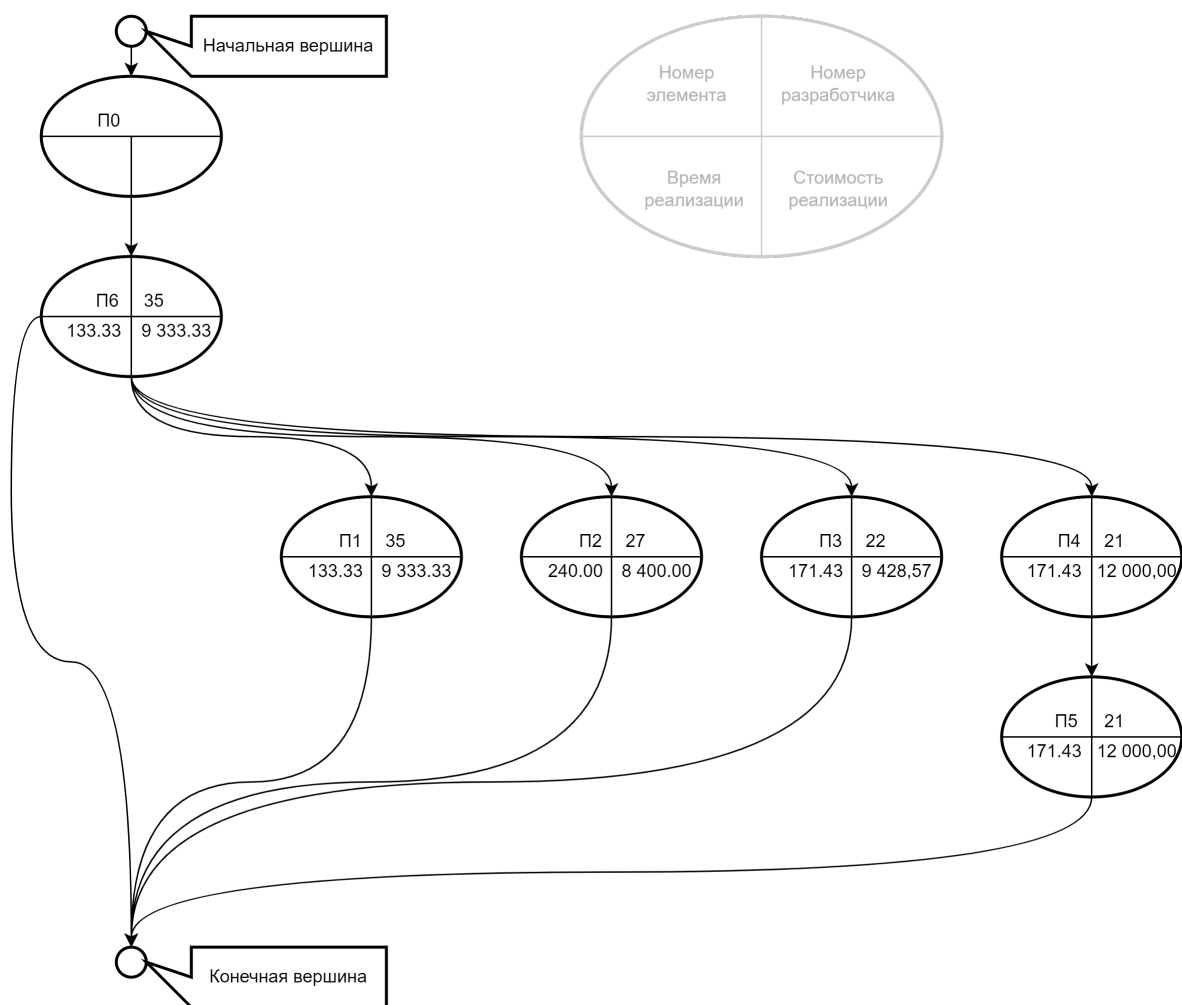 Начальная вершина
Номер
элемента
Номер
разработчика
Время
реализации
Стоимость
реализации
П0
П6 35
133.33 9 333.33
П1 35
133.33 9 333.33
П2 27
240.00 8 400.00
П3 22
171.43 9 428,57
П4 21
171.43 12 000,00
П5 21
171.43 12 000,00
Конечная вершина